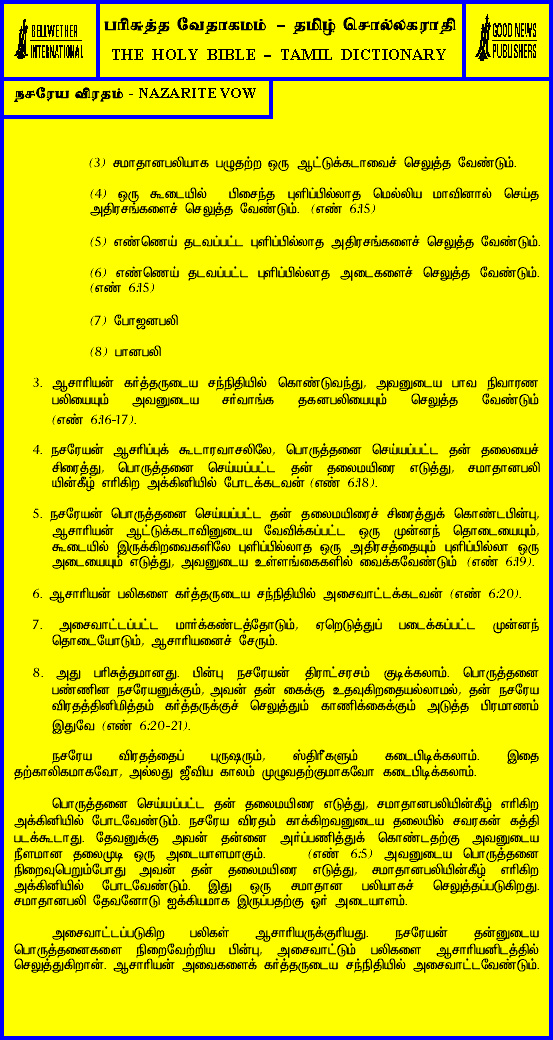 BELLWETHER
INTERNATIONAL
பரிசுத்த வேதாகமம் – தமிழ் சொல்லகராதி
THE HOLY BIBLE – TAMIL DICTIONARY
GOOD NEWS
PUBLISHERS
நசரேய விரதம் - NAZARITE VOW
(3) சமாதானபலியாக பழுதற்ற ஒரு ஆட்டுக்கடாவைச் செலுத்த வேண்டும்.
(4) ஒரு கூடையில் பிசைந்த புளிப்பில்லாத மெல்லிய மாவினால் செய்த
அதிரசங்களைச் செலுத்த வேண்டும். (எண் 6:15)
(5) எண்ணெய் தடவப்பட்ட புளிப்பில்லாத அதிரசங்களைச் செலுத்த வேண்டும்.
(6) எண்ணெய் தடவப்பட்ட புளிப்பில்லாத அடைகளைச் செலுத்த வேண்டும்.
(எண் 6:15)
(7) போஜனபலி
(8) பானபலி
3. ஆசாரியன் கர்த்தருடைய சந்நிதியில் கொண்டுவந்து, அவனுடைய பாவ நிவாரண
பலியையும் அவனுடைய சர்வாங்க தகனபலியையும் செலுத்த வேண்டும்
(எண் 6:16-17).
4. நசரேயன் ஆசரிப்புக் கூடாரவாசலிலே, பொருத்தனை செய்யப்பட்ட தன் தலையைச்
சிரைத்து, பொருத்தனை செய்யப்பட்ட தன் தலைமயிரை எடுத்து, சமாதானபலி
யின்கீழ் எரிகிற அக்கினியில் போடக்கடவன் (எண் 6:18).
5. நசரேயன் பொருத்தனை செய்யப்பட்ட தன் தலைமயிரைச் சிரைத்துக் கொண்டபின்பு,
ஆசாரியன் ஆட்டுக்கடாவினுடைய வேவிக்கப்பட்ட ஒரு முன்னந் தொடையையும்,
கூடையில் இருக்கிறவைகளிலே புளிப்பில்லாத ஒரு அதிரசத்தையும் புளிப்பில்லா ஒரு
அடையையும் எடுத்து, அவனுடைய உள்ளங்கைகளில் வைக்கவேண்டும் (எண் 6:19).
6. ஆசாரியன் பலிகளை கர்த்தருடைய சந்நிதியில் அசைவாட்டக்கடவன் (எண் 6:20).
7. அசைவாட்டப்பட்ட மார்க்கண்டத்தோடும், ஏறெடுத்துப் படைக்கப்பட்ட முன்னந்
தொடையோடும், ஆசாரியனைச் சேரும்.
8. அது பரிசுத்தமானது. பின்பு நசரேயன் திராட்சரசம் குடிக்கலாம். பொருத்தனை
பண்ணின நசரேயனுக்கும், அவன் தன் கைக்கு உதவுகிறதையல்லாமல், தன் நசரேய
விரதத்தினிமித்தம் கர்த்தருக்குச் செலுத்தும் காணிக்கைக்கும் அடுத்த பிரமாணம்
இதுவே (எண் 6:20-21).
நசரேய விரதத்தைப் புருஷரும், ஸ்திரீகளும் கடைபிடிக்கலாம். இதை
தற்காலிகமாகவோ, அல்லது ஜீவிய காலம் முழுவதற்குமாகவோ கடைபிடிக்கலாம்.
பொருத்தனை செய்யப்பட்ட தன் தலைமயிரை எடுத்து, சமாதானபலியின்கீழ் எரிகிற
அக்கினியில் போடவேண்டும். நசரேய விரதம் காக்கிறவனுடைய தலையில் சவரகன் கத்தி
படக்கூடாது. தேவனுக்கு அவன் தன்னை அர்ப்பணித்துக் கொண்டதற்கு அவனுடைய
நீளமான தலைமுடி ஒரு அடையாளமாகும். (எண் 6:5) அவனுடைய பொருத்தனை
நிறைவுபெறும்போது அவன் தன் தலைமயிரை எடுத்து, சமாதானபலியின்கீழ் எரிகிற
அக்கினியில் போடவேண்டும். இது ஒரு சமாதான பலியாகச் செலுத்தப்படுகிறது.
சமாதானபலி தேவனோடு ஐக்கியமாக இருப்பதற்கு ஓர் அடையாளம்.
அசைவாட்டப்படுகிற பலிகள் ஆசாரியருக்குரியது. நசரேயன் தன்னுடைய
பொருத்தனைகளை நிறைவேற்றிய பின்பு, அசைவாட்டும் பலிகளை ஆசாரியனிடத்தில்
செலுத்துகிறான். ஆசாரியன் அவைகளைக் கர்த்தருடைய சந்நிதியில் அசைவாட்டவேண்டும்.